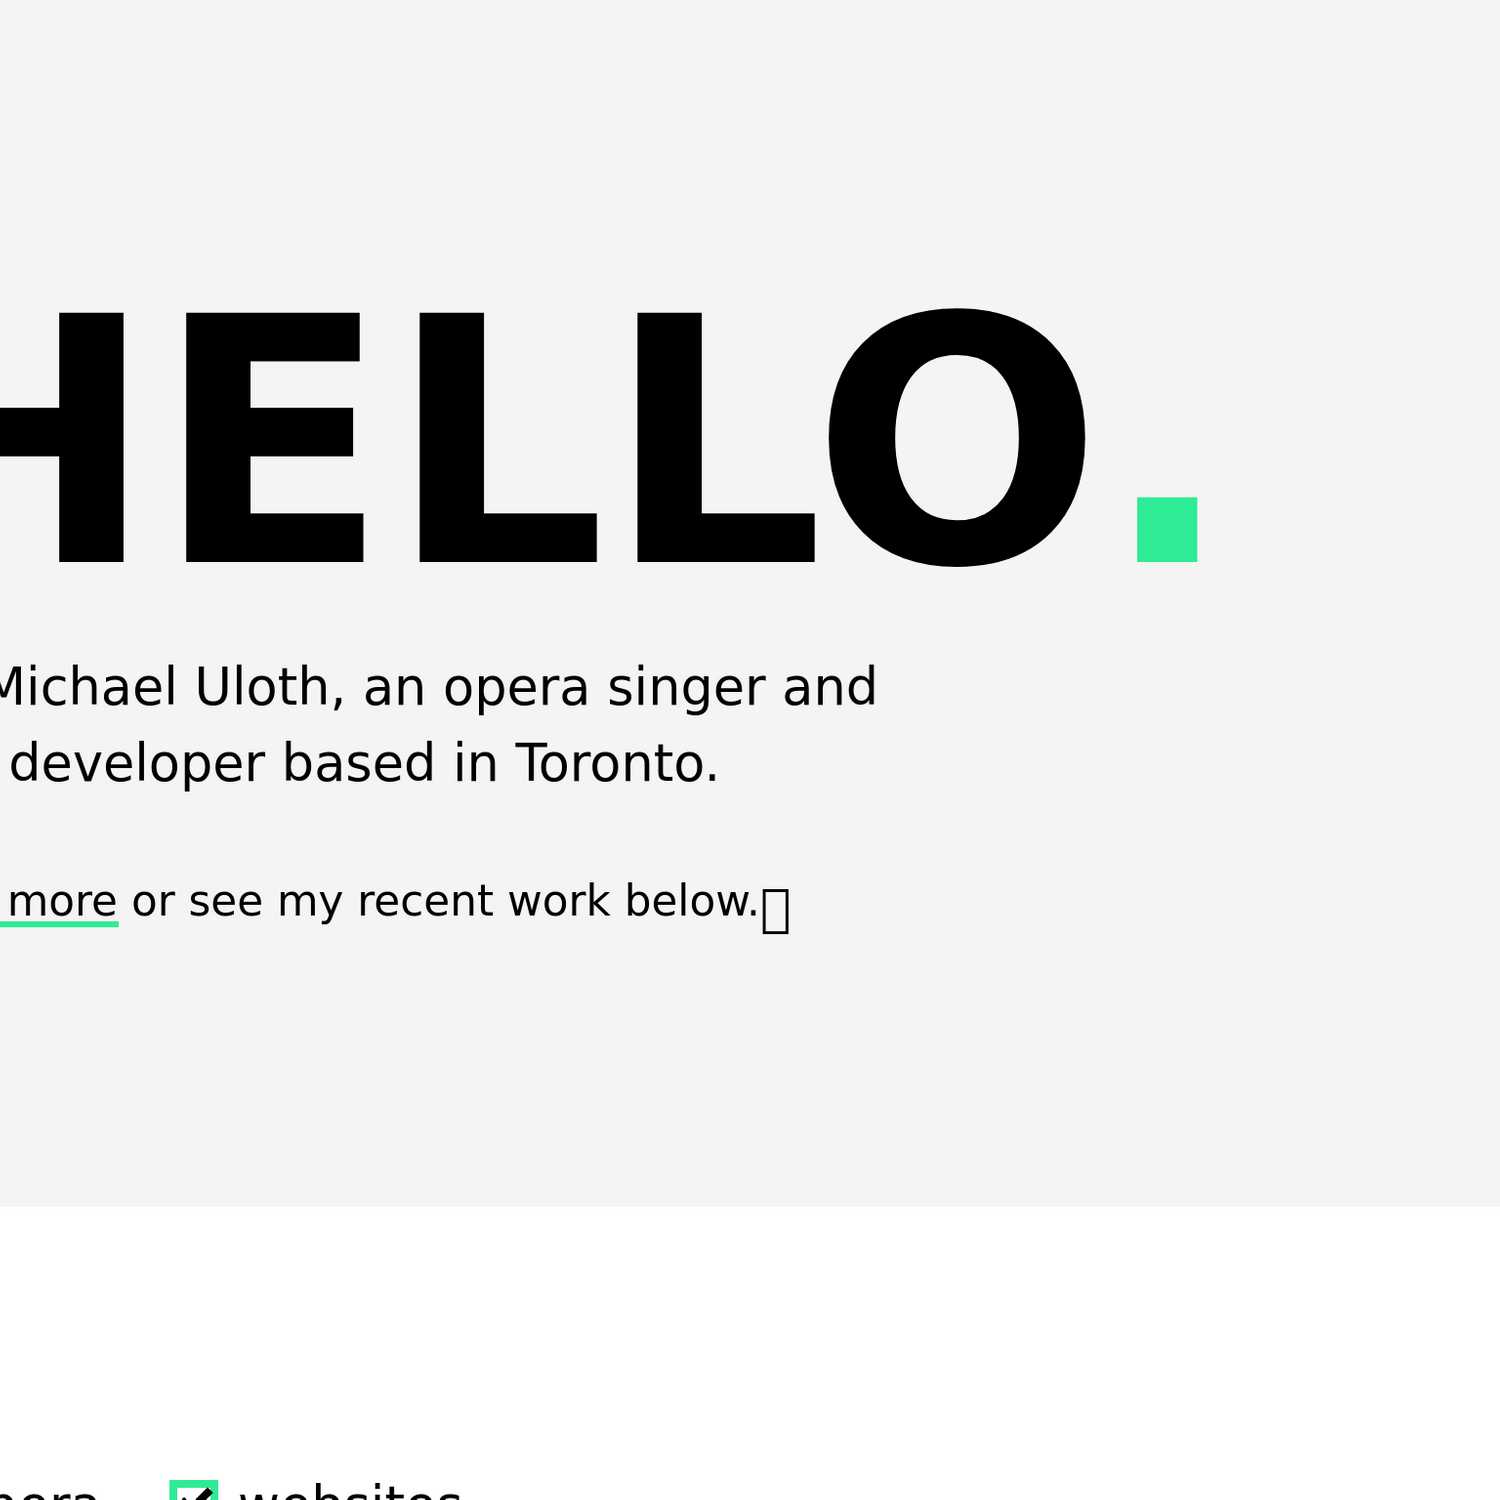 HELLO.
Michael Uloth, an opera singer and
developer based in Toronto.
more or see my recent work below.
websites